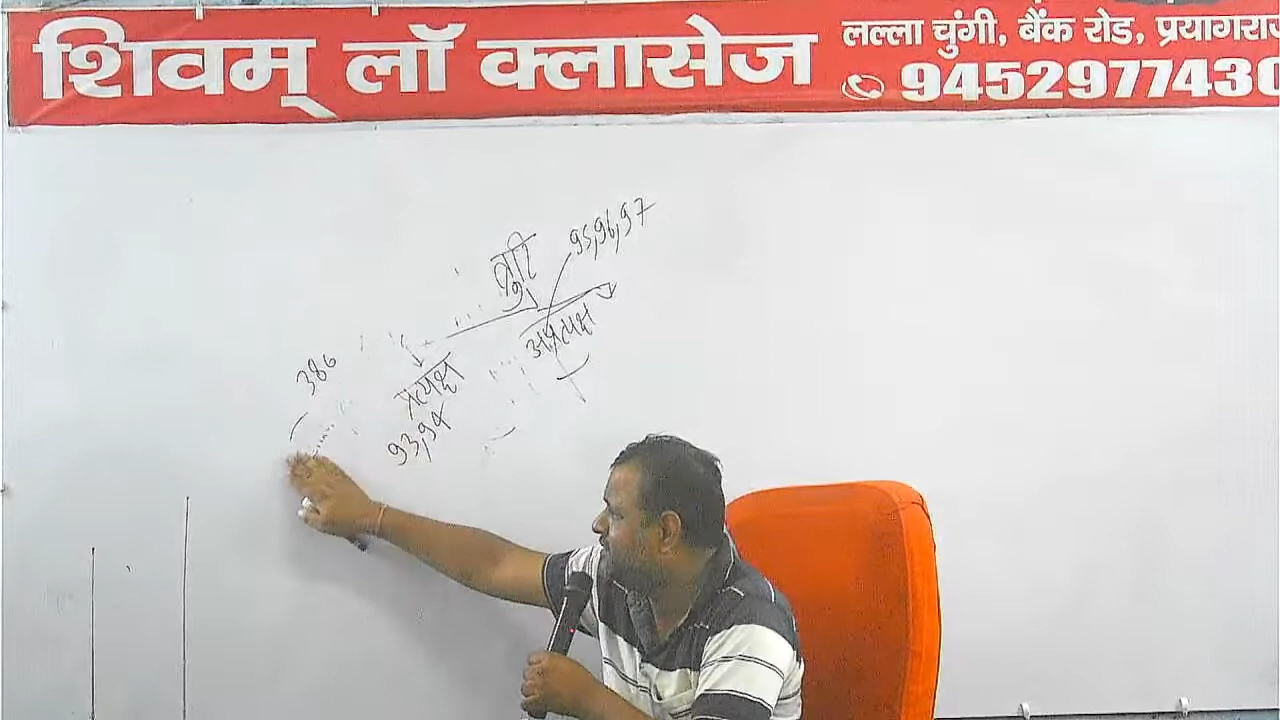 शिवम् लॉ क्लासेज
लल्ला चुंगी, बैंक रोड, प्रयागराज
9452977430
त्रुटि
95,96,97
प्रत्यक्ष
अप्रत्यक्ष
93,94
386